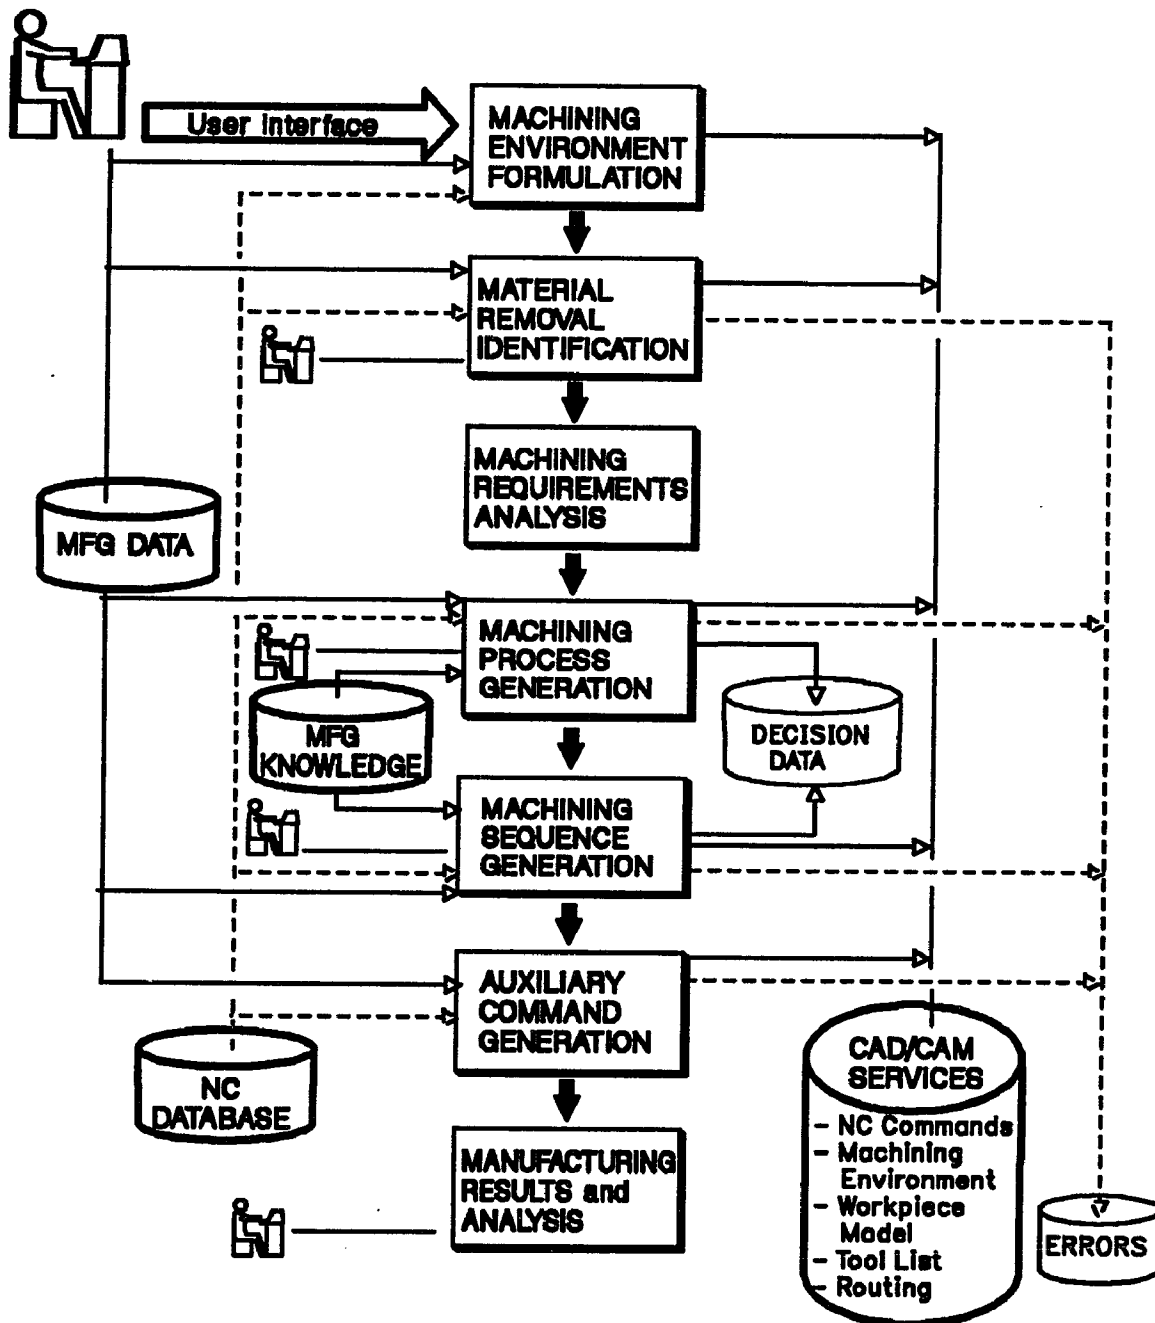 User interface
MACHINING
ENVIRONMENT
FORMULATION
MATERIAL
REMOVAL
IDENTIFICATION
MACHINING
REQUIREMENTS
ANALYSIS
MFG DATA
MACHINING
PROCESS
GENERATION
MFG
KNOWLEDGE
DECISION
DATA
MACHINING
SEQUENCE
GENERATION
AUXILIARY
COMMAND
GENERATION
NC
DATABASE
CAD/CAM
SERVICES
- NC Commands
- Machining
Environment
- Workpiece
Model
- Tool List
- Routing
MANUFACTURING
RESULTS and
ANALYSIS
ERRORS